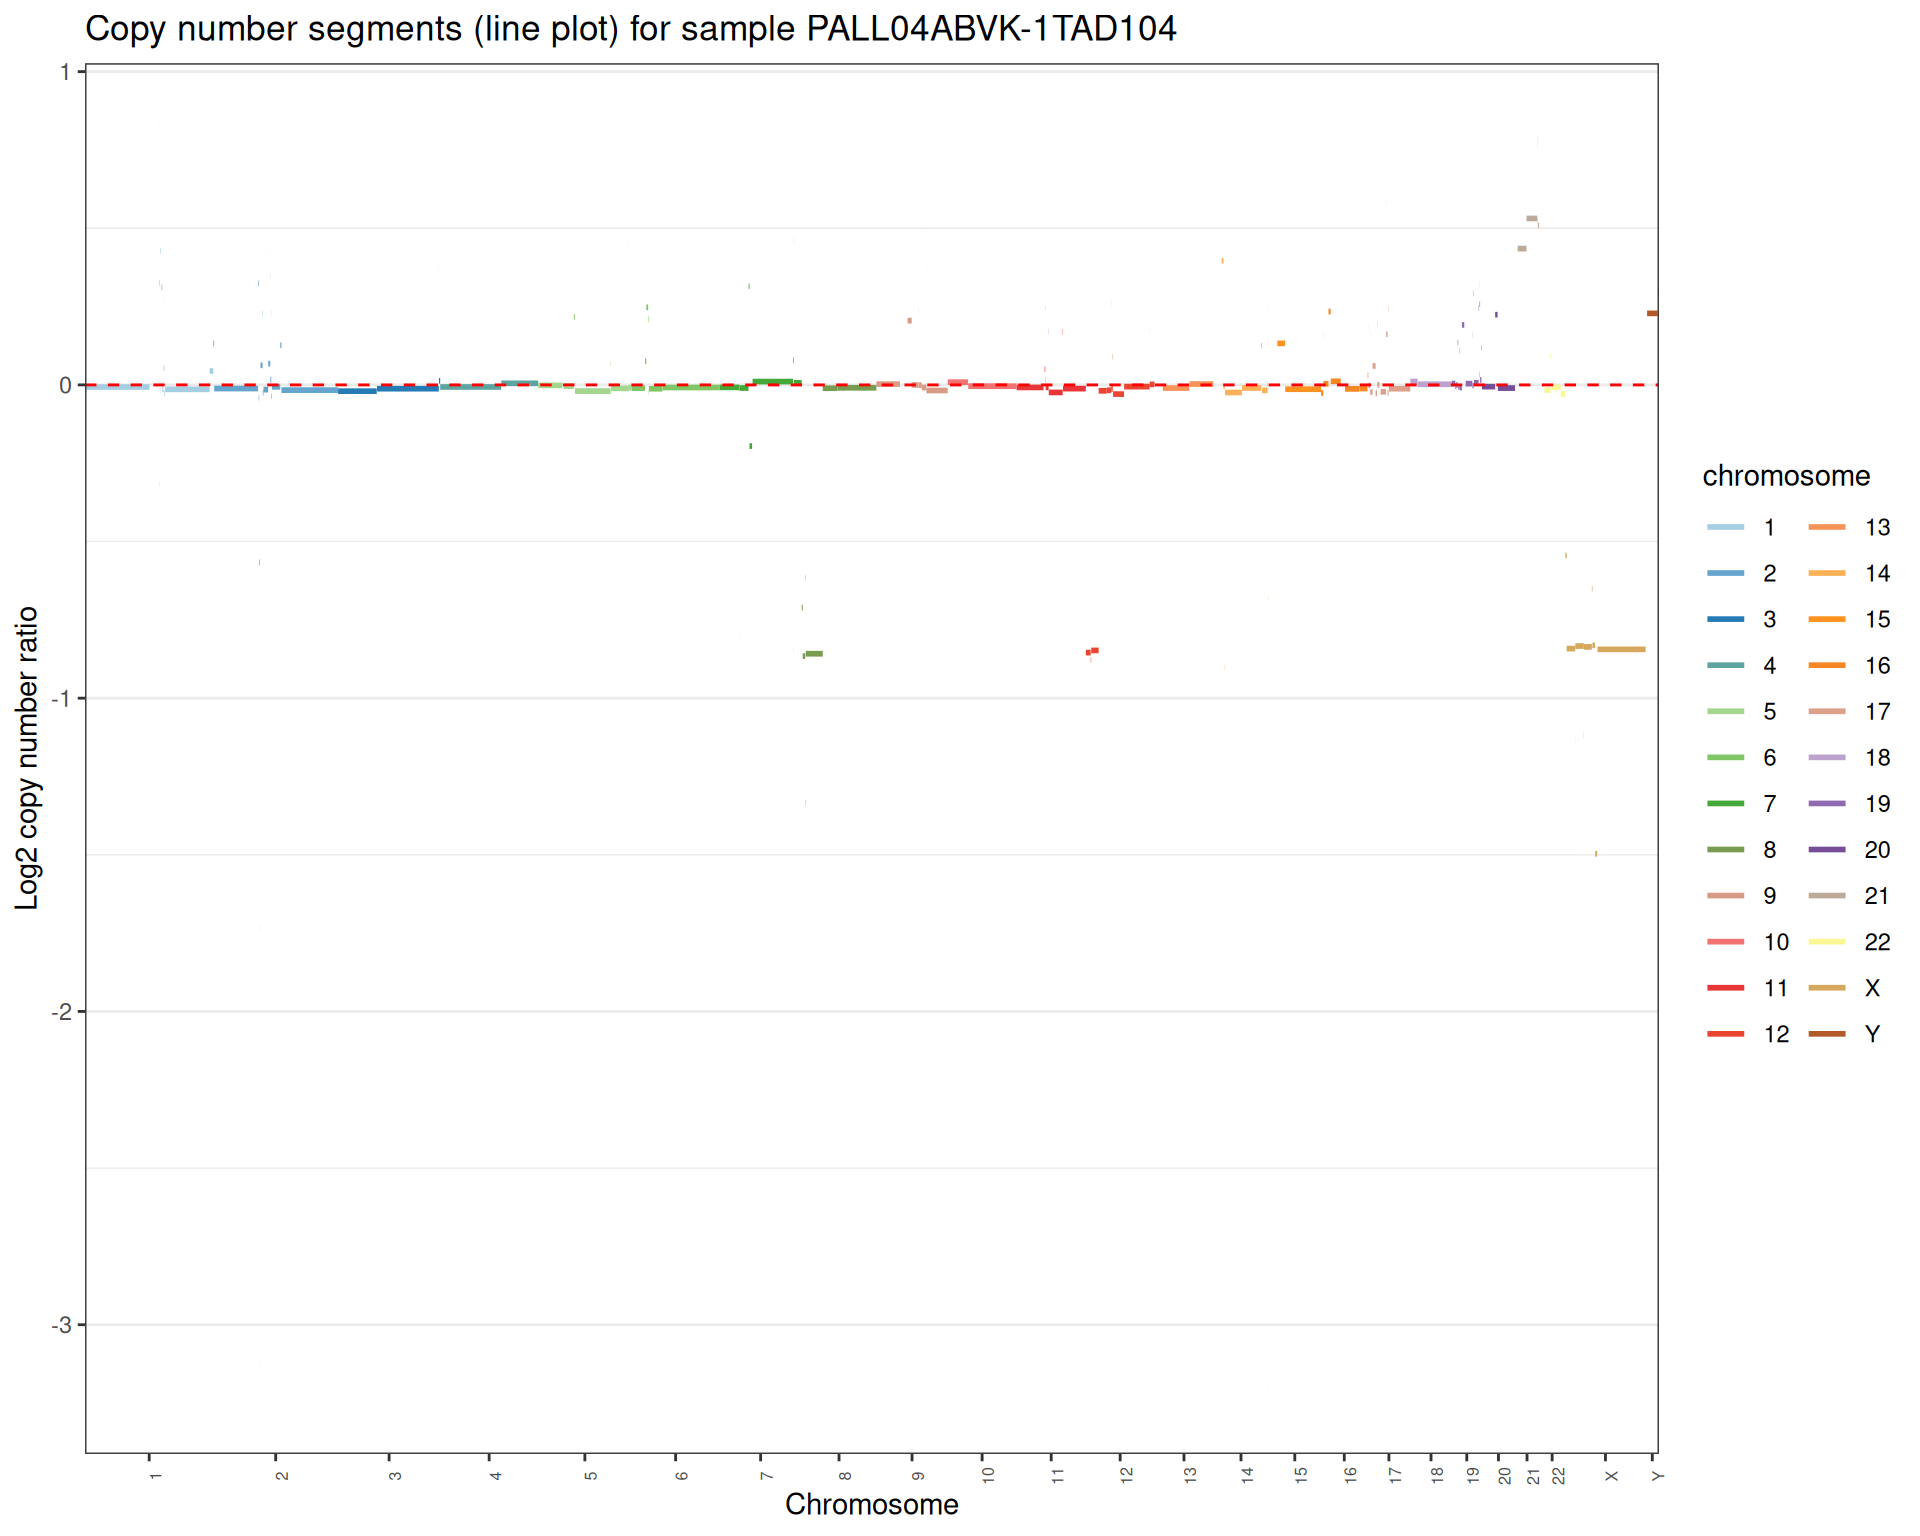 Copy number segments (line plot) for sample PALL04ABVK-1TAD104
1
0
-1
-2
-3
Log2 copy number ratio
1 2 3 4 5 6 7 8 9 10 11 12 13 14 15 16 17 18 19 20 21 22 X Y
Chromosome
chromosome
1 13
2 14
3 15
4 16
5 17
6 18
7 19
8 20
9 21
10 22
11 X
12 Y